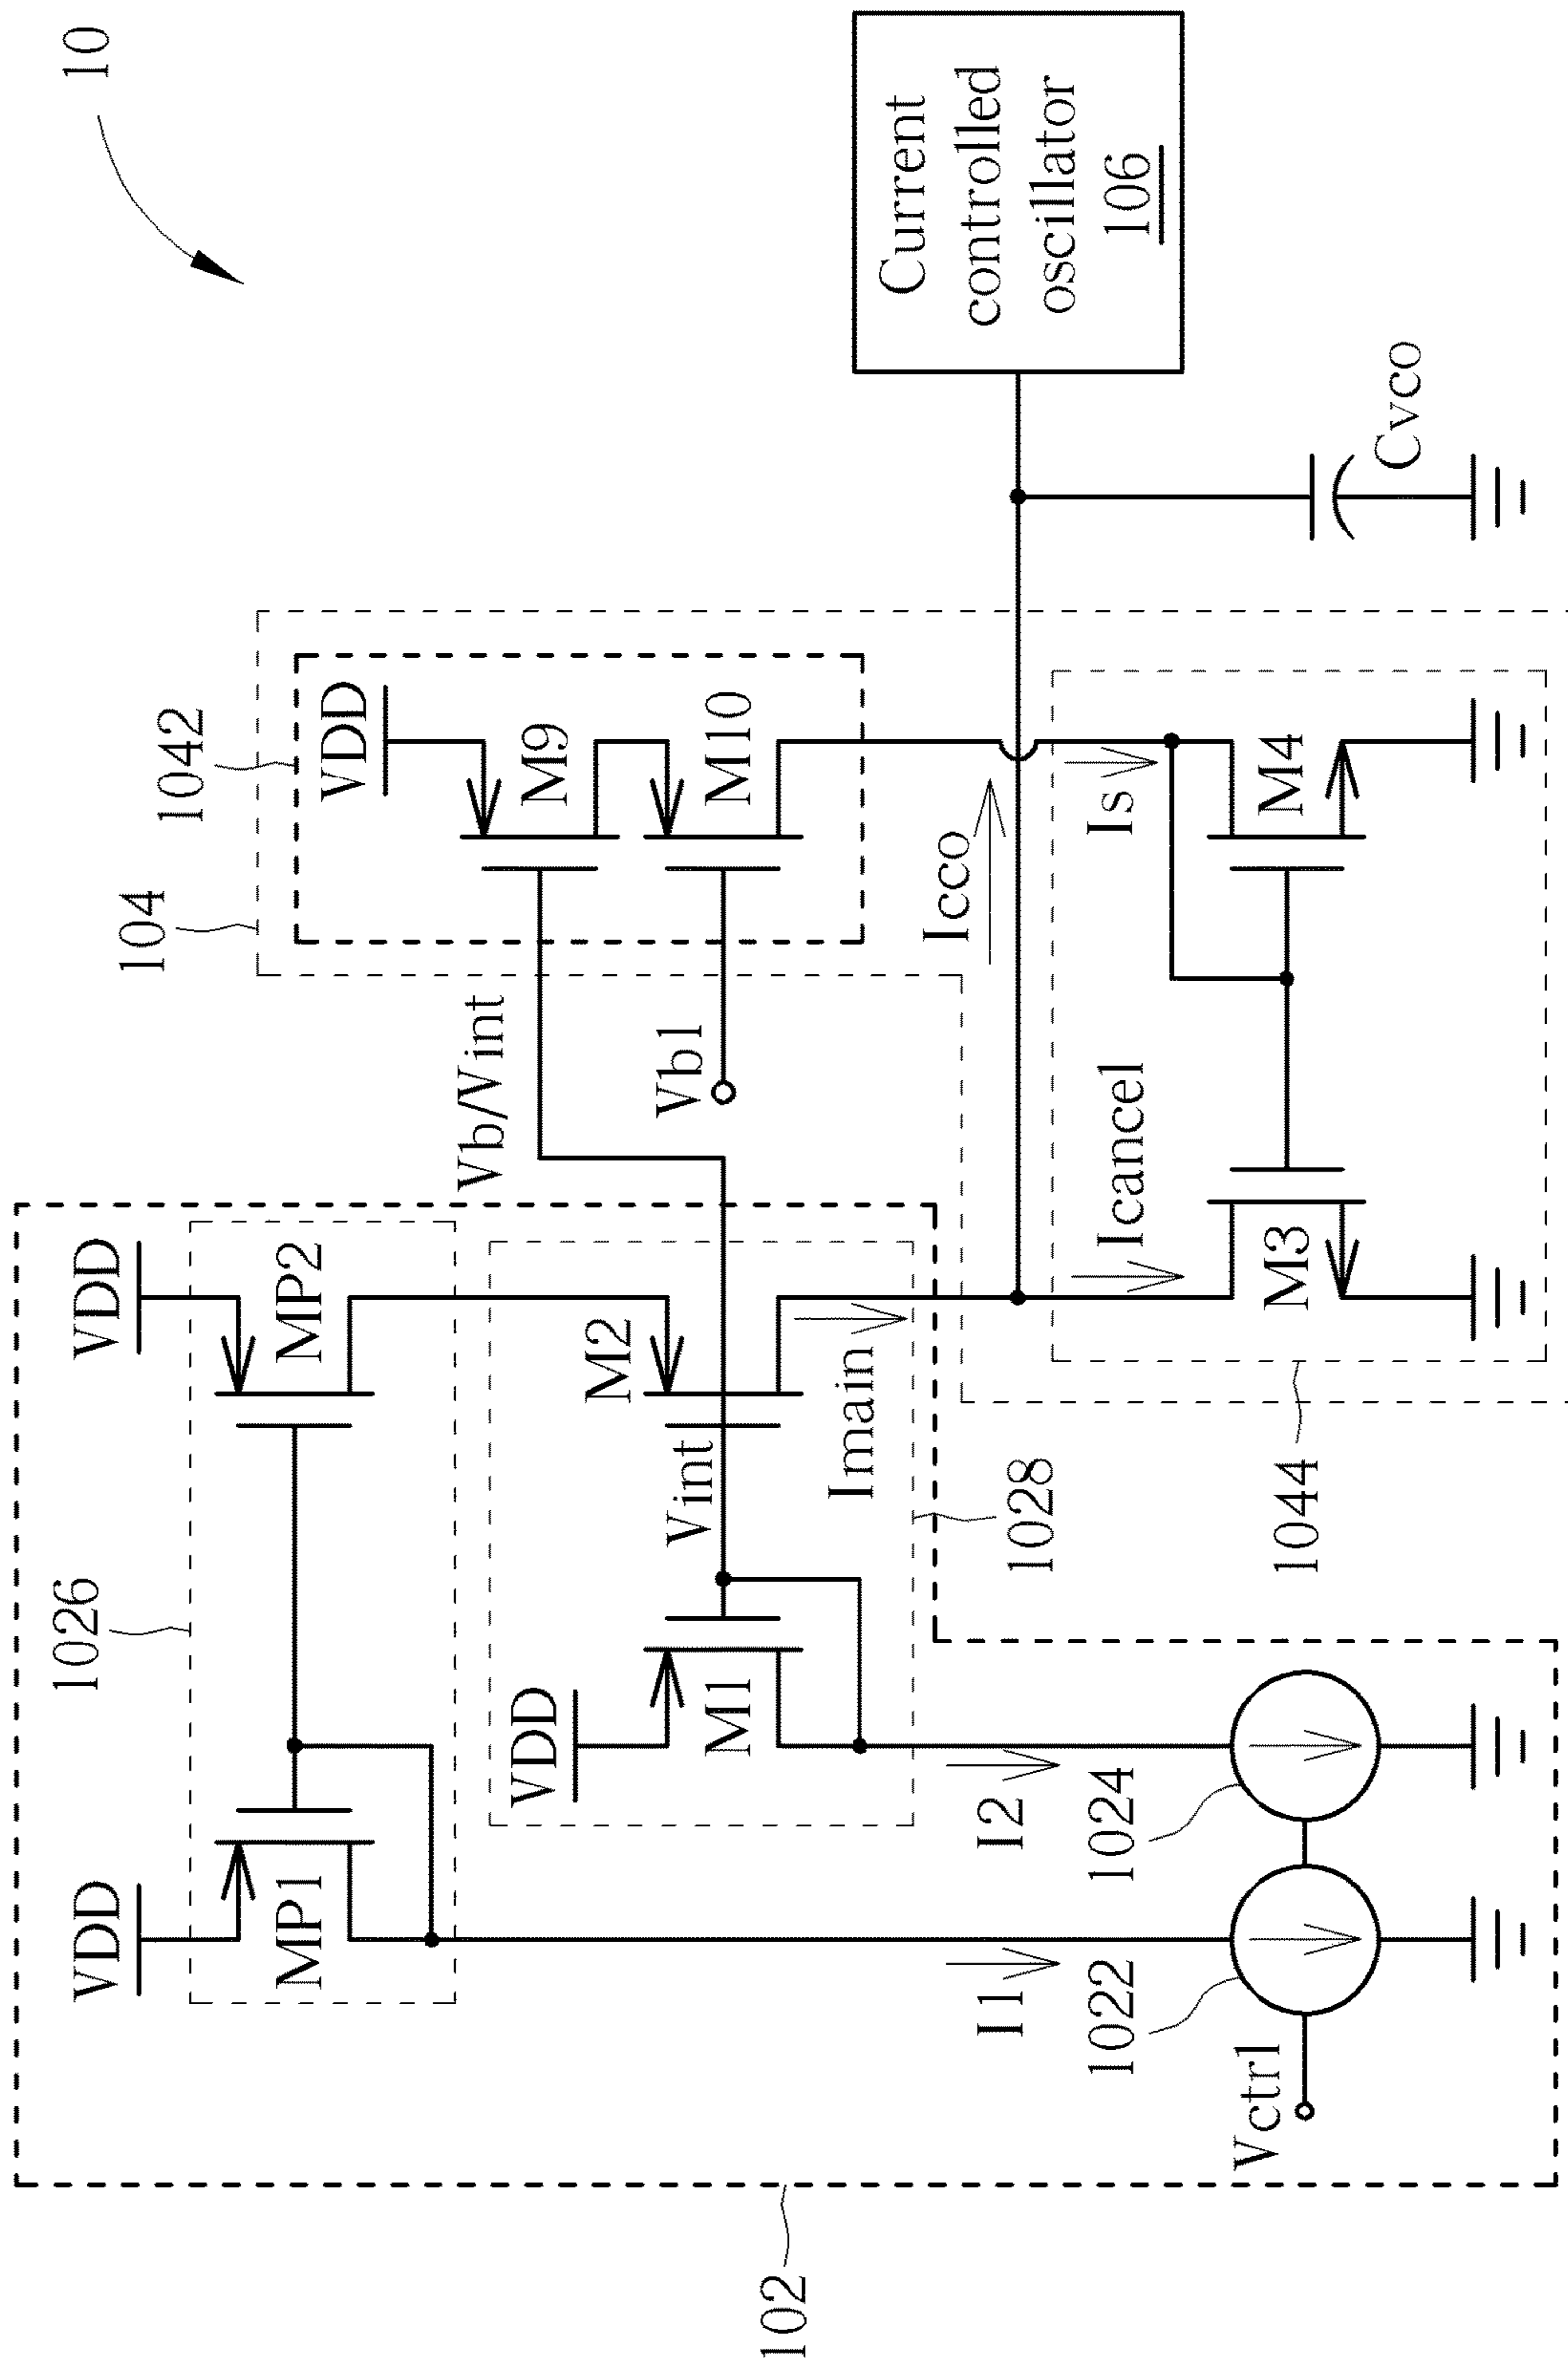 10
102
1026
VDD
VDD
MP1
MP2
VDD
M1
Vint
M2
Imain
1028
I1
I2
1022
1024
Vctrl
104
1042
VDD
M9
M10
Vb/Vint
Vb1
Icco
Icancel
Is
M3
M4
1044
Cvco
Current
controlled
oscillator
106